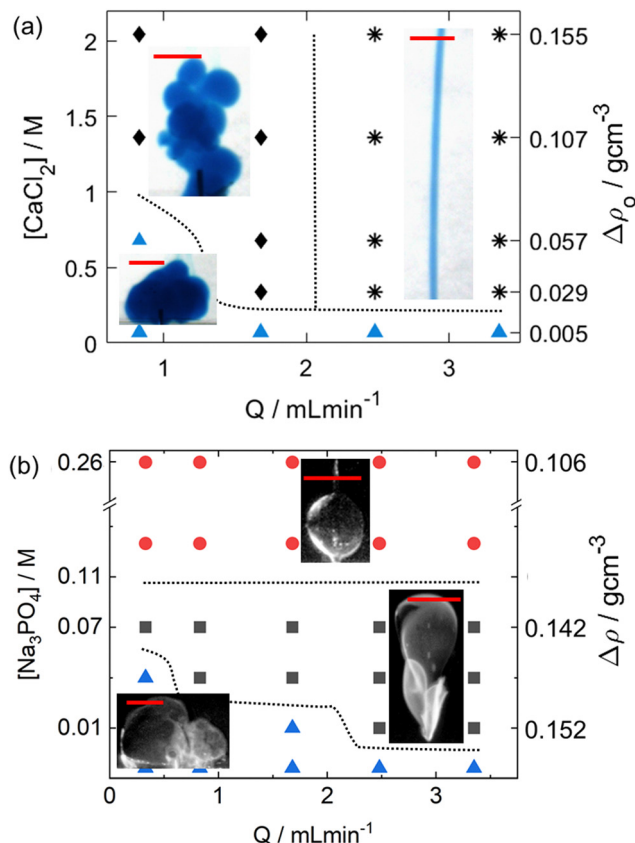 (a)
2
1.5
1
0.5
0
[CaCl2] / M
0.155
0.107
0.057
0.029
0.005
Δρo / gcm-3
1 2 3
Q / mLmin-1
(b)
0.26
0.11
0.07
0.01
[Na3PO4] / M
0.106
0.142
0.152
Δρ / gcm-3
0 1 2 3
Q / mLmin-1